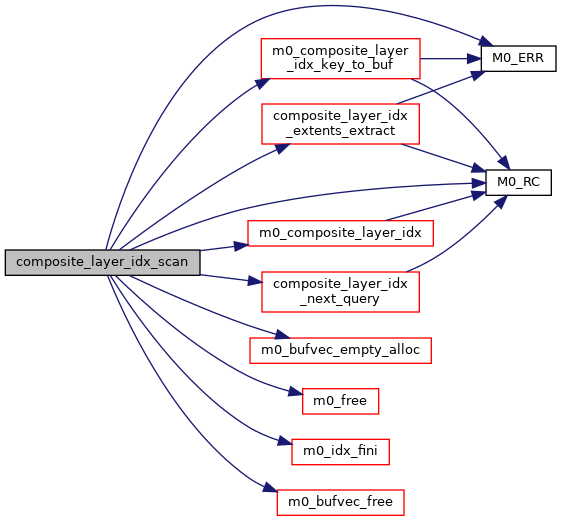 m0_composite_layer
_idx_key_to_buf
M0_ERR
composite_layer_idx
_extents_extract
M0_RC
m0_composite_layer_idx
composite_layer_idx_scan
composite_layer_idx
_next_query
m0_bufvec_empty_alloc
m0_free
m0_idx_fini
m0_bufvec_free